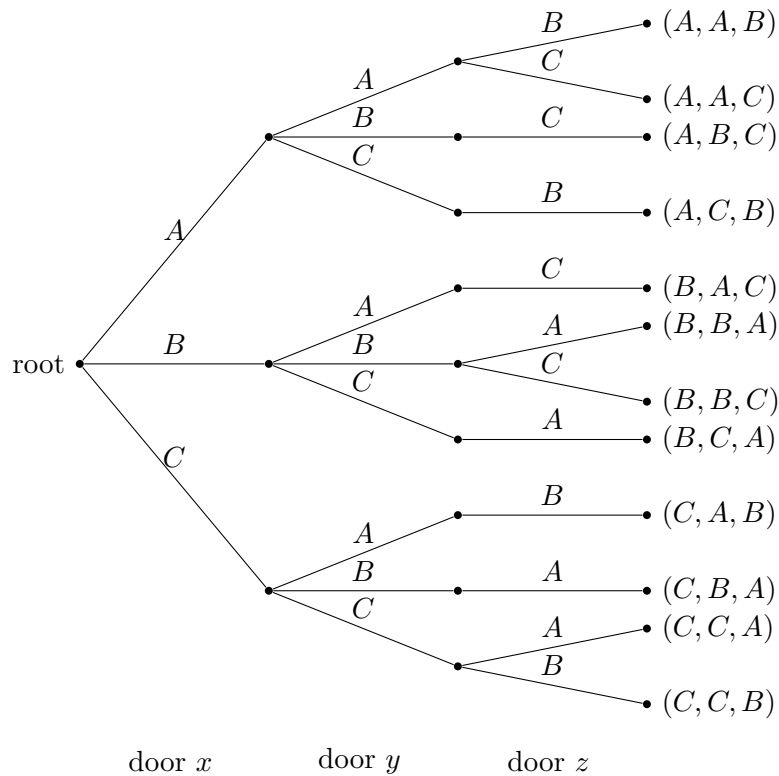 B
(A, A, B)
A
C
(A, A, C)
B
C
(A, B, C)
C
B
(A, C, B)
A
C
(B, A, C)
A
A
(B, B, A)
root
B
B
C
(B, B, C)
C
A
(B, C, A)
C
B
(C, A, B)
A
B
A
(C, B, A)
C
A
(C, C, A)
B
(C, C, B)
door x
door y
door z